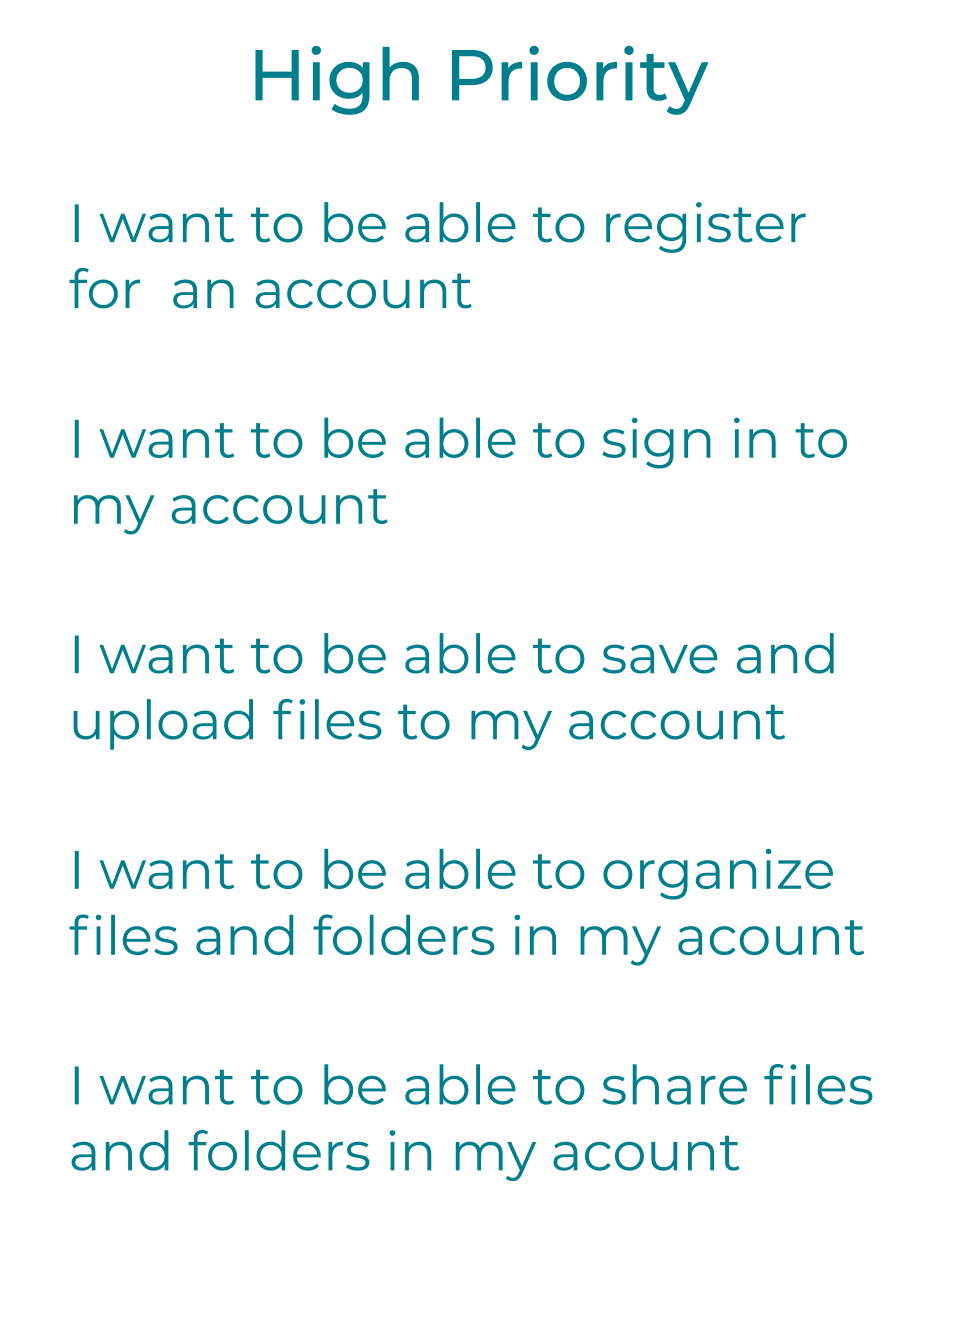 High Priority
I want to be able to register
for  an account
I want to be able to sign in to
my account
I want to be able to save and
upload files to my account
I want to be able to organize
files and folders in my acount
I want to be able to share files
and folders in my acount